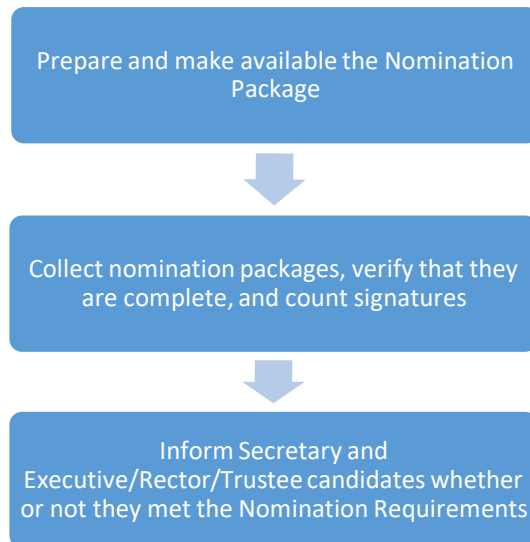 Prepare and make available the Nomination
Package
Collect nomination packages, verify that they
are complete, and count signatures
Inform Secretary and
Executive/Rector/Trustee candidates whether
or not they met the Nomination Requirements